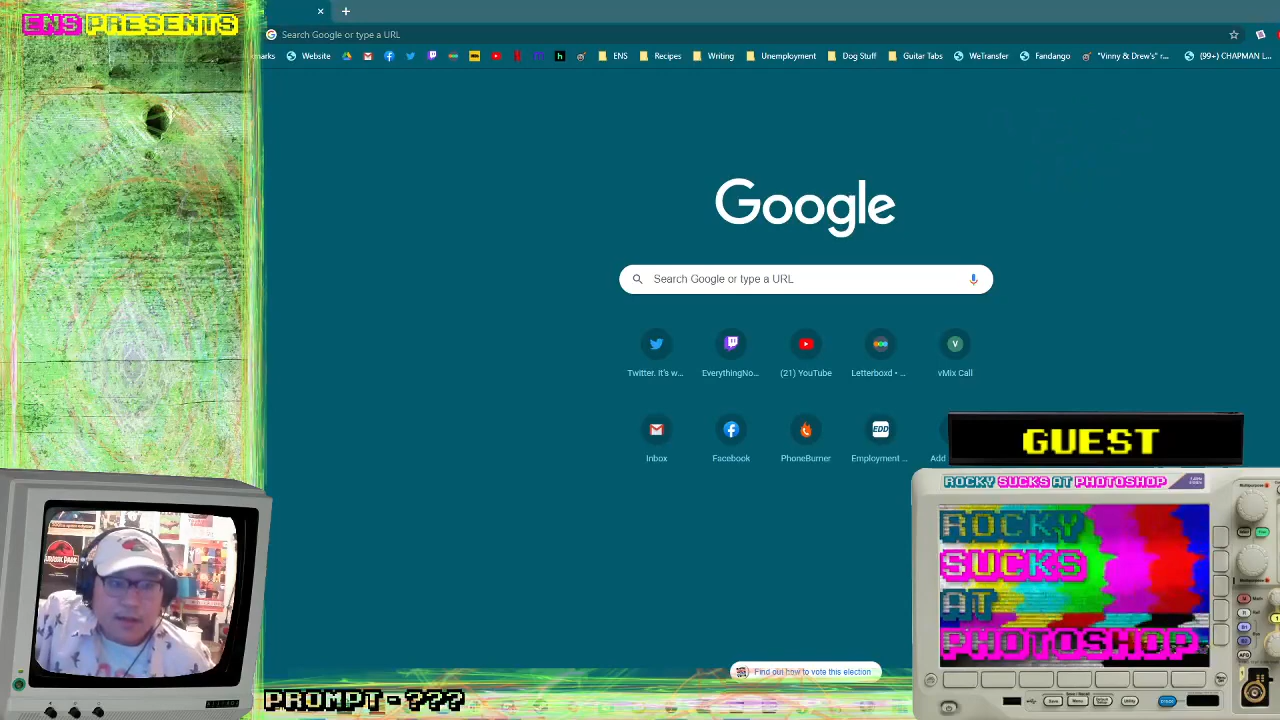 ENS PRESENTS
Search Google or type a URL
Website
ENS
Recipes
Writing
Unemployment
Dog Stuff
Guitar Tabs
WeTransfer
Fandango
"Vinny & Drew's" r...
(99+) CHAPMAN L...
Google
Search Google or type a URL
Twitter. It's w...
EverythingNo...
(21) YouTube
Letterboxd • ...
V
vMix Call
EDD
Inbox
Facebook
PhoneBurner
Employment ...
Add
GUEST
ROCKY SUCKS AT PHOTOSHOP
ROCKY
SUCKS
AT
PHOTOSHOP
JURASSIC PARK
Find out how to vote this election
PROMPT-???